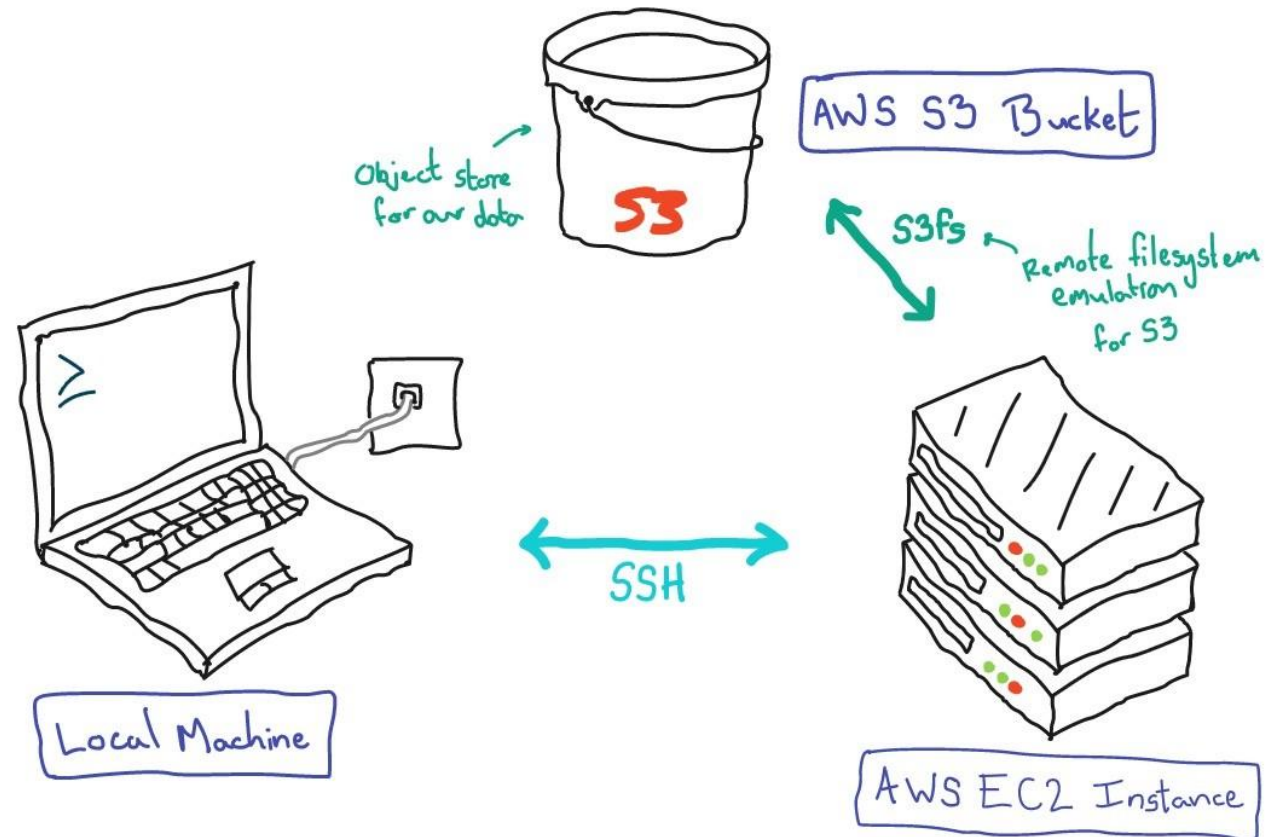 AWS S3 Bucket
Object store
for our data
S3
S3fs
Remote filesystem
emulation
for S3
>_
SSH
Local Machine
AWS EC2 Instance